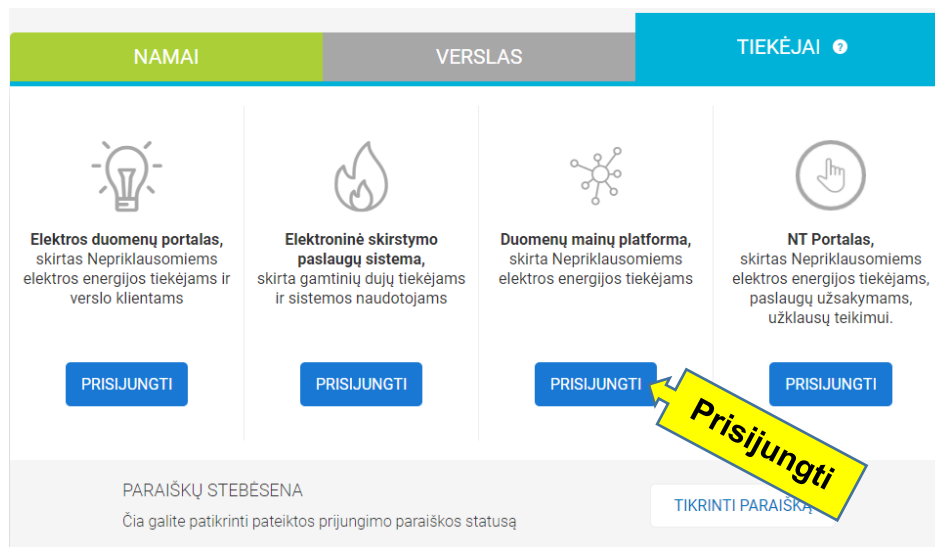 NAMAI
VERSLAS
TIEKĖJAI ?
Elektros duomenų portalas,
skirtas Nepriklausomiems
elektros energijos tiekėjams ir
verslo klientams
PRISIJUNGTI
Elektroninė skirstymo
paslaugų sistema,
skirta gamtinių dujų tiekėjams
ir sistemos naudotojams
PRISIJUNGTI
Duomenų mainų platforma,
skirta Nepriklausomiems
elektros energijos tiekėjams
PRISIJUNGTI
NT Portalas,
skirtas Nepriklausomiems
elektros energijos tiekėjams,
paslaugų užsakymams,
užklausų teikimui.
PRISIJUNGTI
Prisijungti
PARAIŠKŲ STEBĖSENA
Čia galite patikrinti pateiktos prijungimo paraiškos statusą
TIKRINTI PARAIŠKĄ